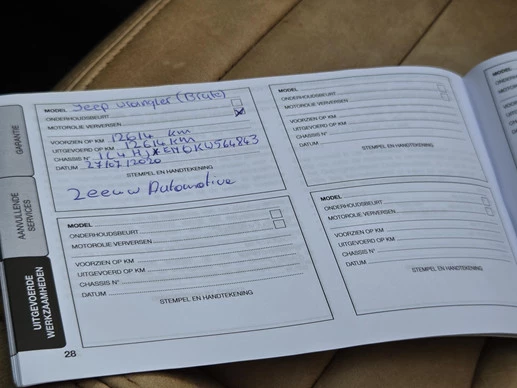 GARANTIE
AANVULLENDE
SERVICES
UITGEVOERDE
WERKZAAMHEDEN
MODEL Jeep wrangler (Brute)
ONDERHOUDSBEURT
MOTOROLIE VERVERSEN
VOORZIEN OP KM 12614 km
UITGEVOERD OP KM 12614 km
CHASSIS N°
DATUM 27/07/2020
STEMPEL EN HANDTEKENING
Zeeuw Automotive
MODEL
ONDERHOUDSBEURT
MOTOROLIE VERVERSEN
VOORZIEN OP KM
UITGEVOERD OP KM
CHASSIS N°
DATUM
STEMPEL EN HANDTEKENING
28
MODEL
ONDERHOUDSBEURT
MOTOROLIE VERVERSEN
VOORZIEN OP KM
UITGEVOERD OP KM
CHASSIS N°
DATUM
STEMPEL EN HANDTEKENING
MODEL
ONDERHOUDSBEURT
MOTOROLIE VERVERSEN
VOORZIEN OP KM
UITGEVOERD OP KM
CHASSIS N°
DATUM
STEMPEL EN HANDTEKENING